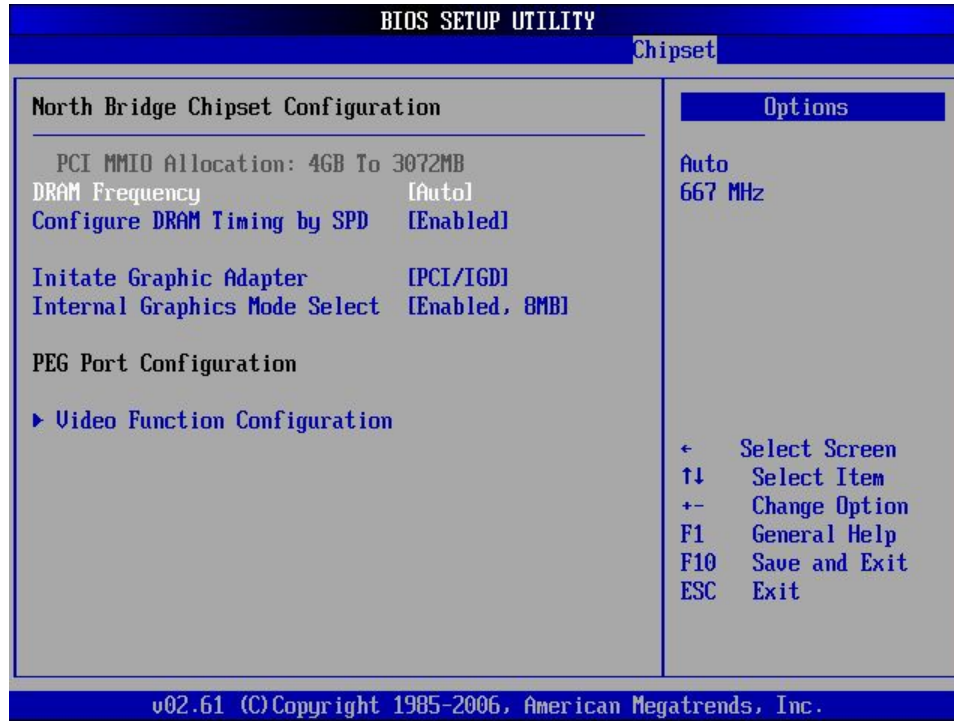 BIOS SETUP UTILITY
Chipset
North Bridge Chipset Configuration
PCI MMIO Allocation: 4GB To 3072MB
DRAM Frequency [Auto]
Configure DRAM Timing by SPD [Enabled]
Initate Graphic Adapter [PCI/IGD]
Internal Graphics Mode Select [Enabled, 8MB]
PEG Port Configuration
▶ Video Function Configuration
Options
Auto
667 MHz
← Select Screen
↑↓ Select Item
+- Change Option
F1 General Help
F10 Save and Exit
ESC Exit
v02.61 (C)Copyright 1985-2006, American Megatrends, Inc.